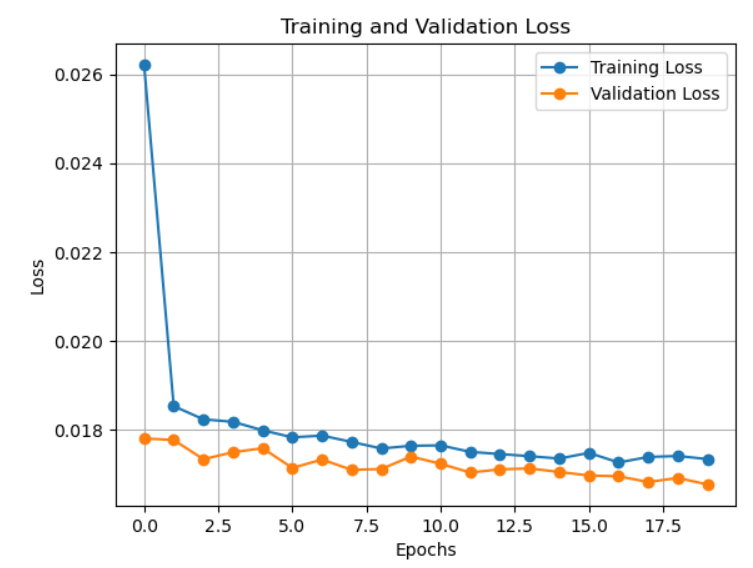 Training and Validation Loss
Training Loss
Validation Loss
0.026
0.024
0.022
0.020
0.018
Loss
0.0 2.5 5.0 7.5 10.0 12.5 15.0 17.5
Epochs